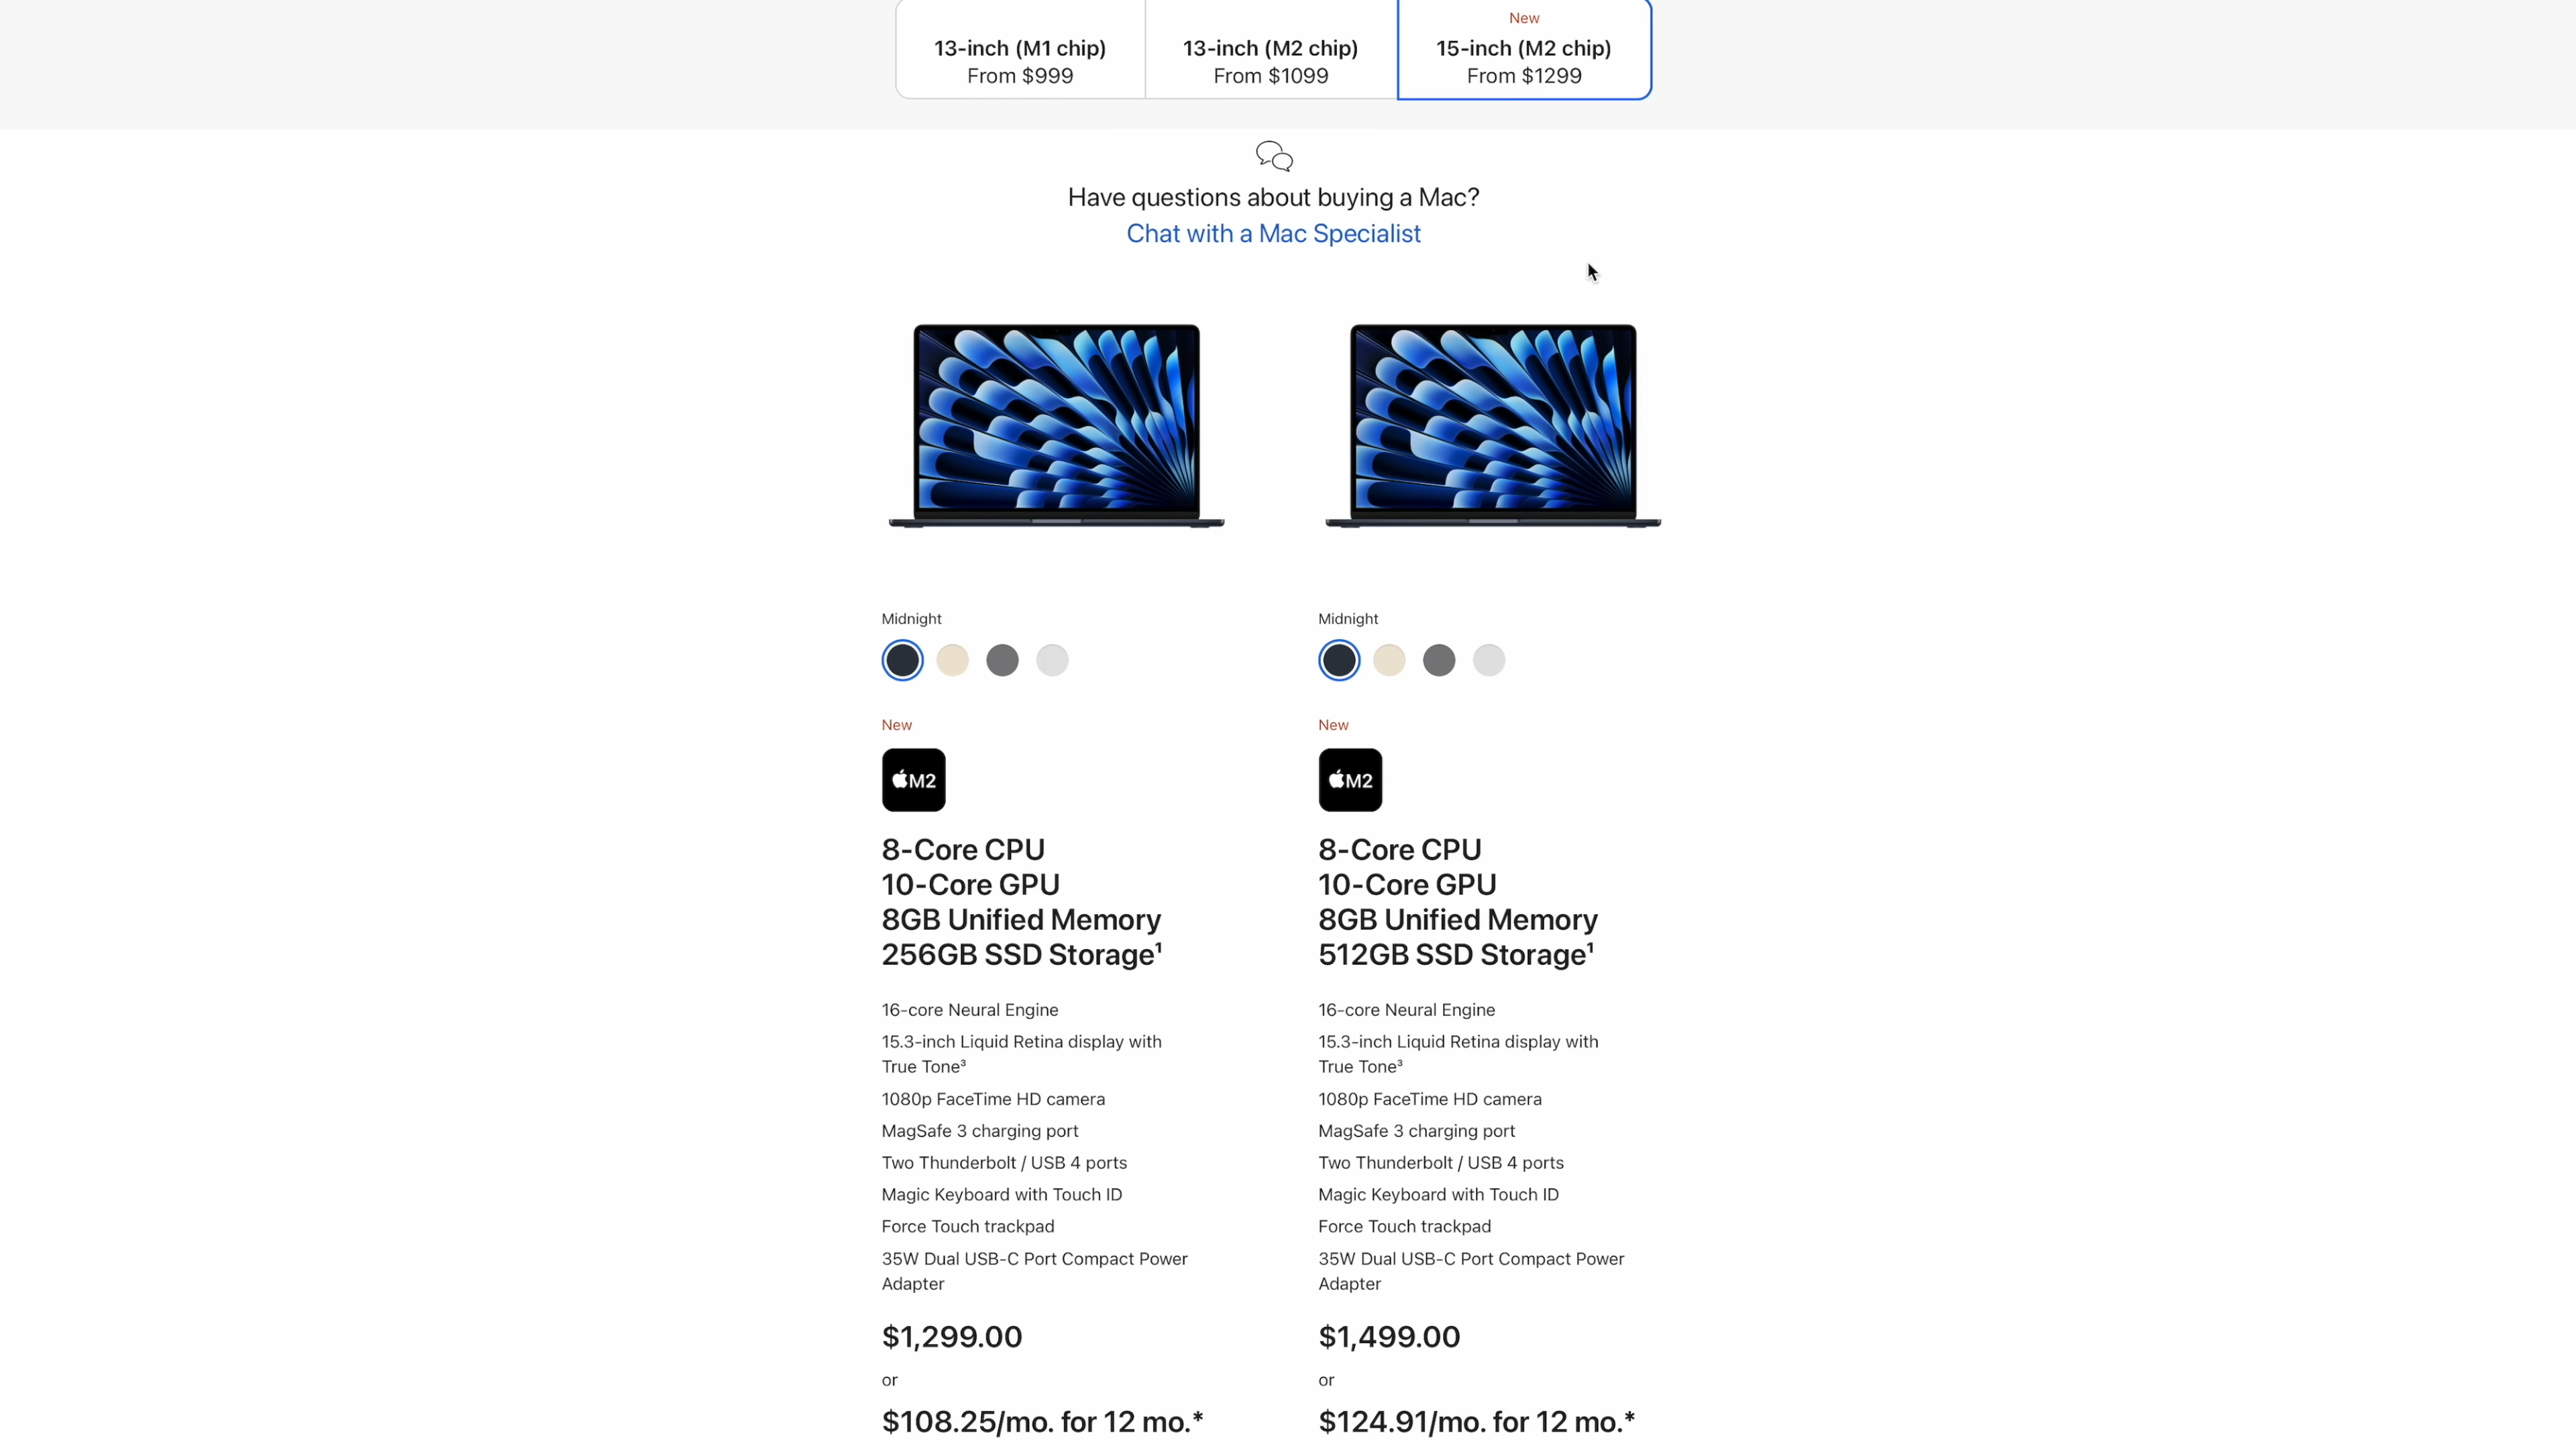 13-inch (M1 chip)
From $999
13-inch (M2 chip)
From $1099
New
15-inch (M2 chip)
From $1299
Have questions about buying a Mac?
Chat with a Mac Specialist
Midnight
New
M2
8-Core CPU
10-Core GPU
8GB Unified Memory
256GB SSD Storage¹
16-core Neural Engine
15.3-inch Liquid Retina display with
True Tone³
1080p FaceTime HD camera
MagSafe 3 charging port
Two Thunderbolt / USB 4 ports
Magic Keyboard with Touch ID
Force Touch trackpad
35W Dual USB-C Port Compact Power
Adapter
$1,299.00
or
$108.25/mo. for 12 mo.*
Midnight
New
M2
8-Core CPU
10-Core GPU
8GB Unified Memory
512GB SSD Storage¹
16-core Neural Engine
15.3-inch Liquid Retina display with
True Tone³
1080p FaceTime HD camera
MagSafe 3 charging port
Two Thunderbolt / USB 4 ports
Magic Keyboard with Touch ID
Force Touch trackpad
35W Dual USB-C Port Compact Power
Adapter
$1,499.00
or
$124.91/mo. for 12 mo.*